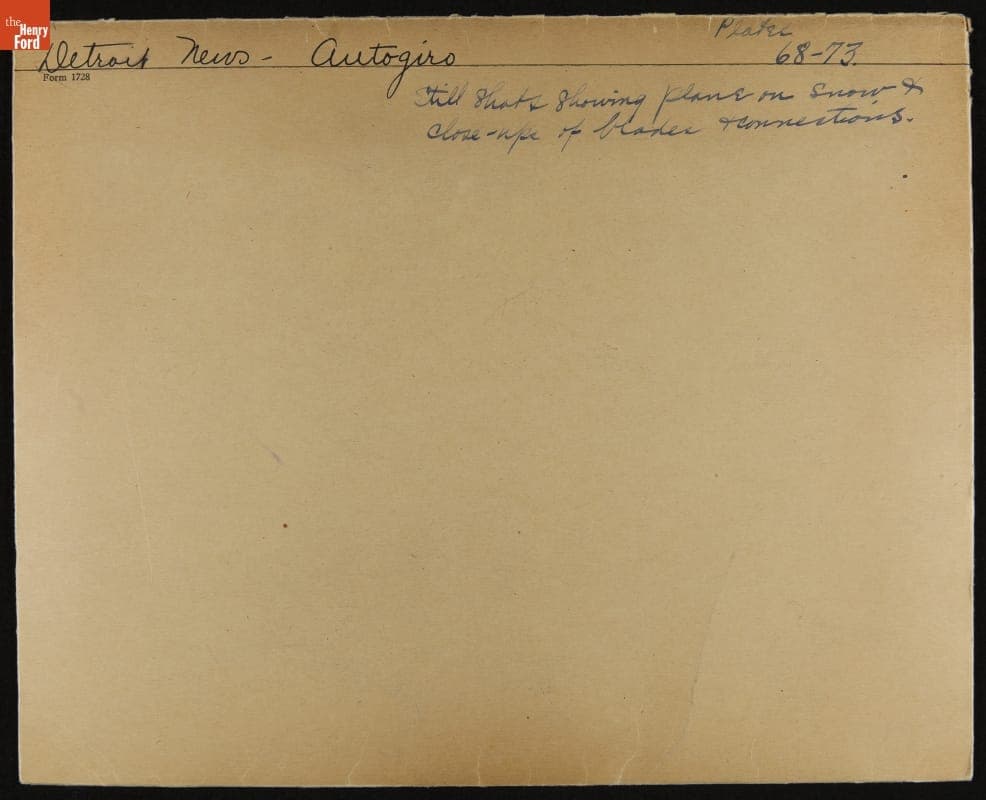 the
Henry
Ford
Plates
Detroit News - Autogiro 68-73.
Form 1728
Still shots showing plane on snow &
close-ups of blades & connections.